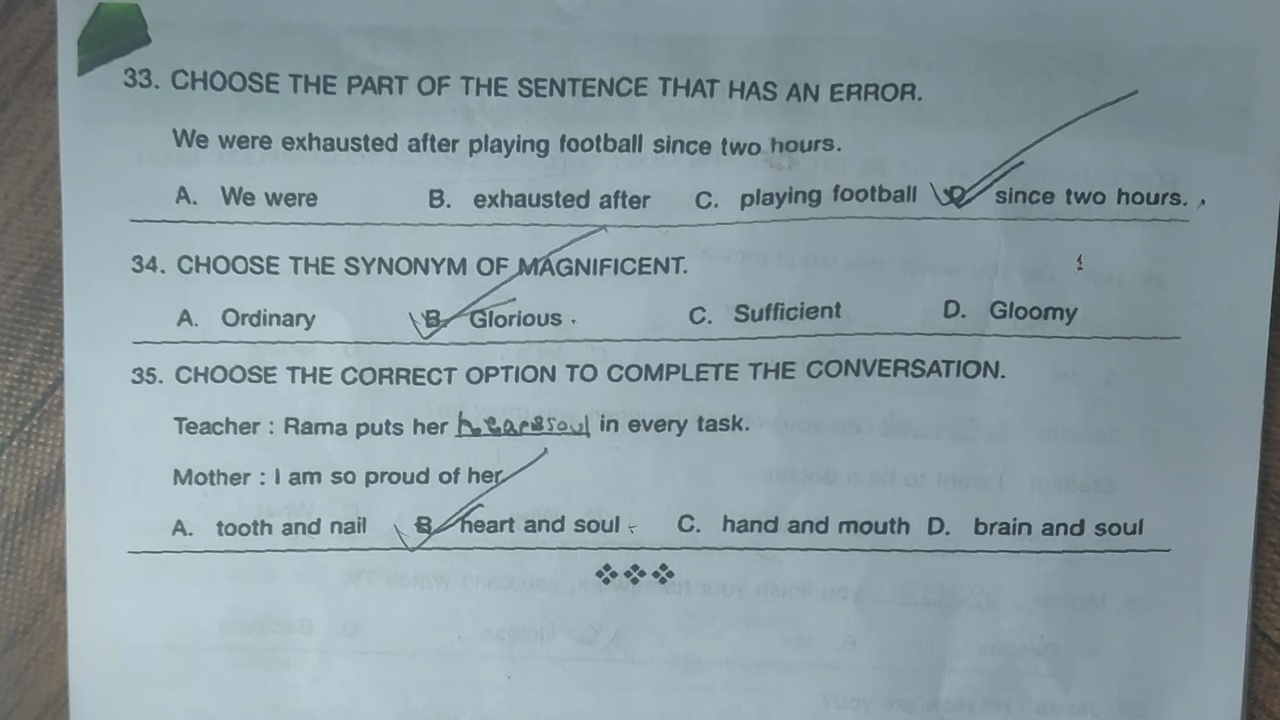 33. CHOOSE THE PART OF THE SENTENCE THAT HAS AN ERROR.
We were exhausted after playing football since two hours.
A. We were B. exhausted after C. playing football D. since two hours.
34. CHOOSE THE SYNONYM OF MAGNIFICENT.
A. Ordinary B. Glorious C. Sufficient D. Gloomy
35. CHOOSE THE CORRECT OPTION TO COMPLETE THE CONVERSATION.
Teacher : Rama puts her in every task.
Mother : I am so proud of her
A. tooth and nail B. heart and soul C. hand and mouth D. brain and soul